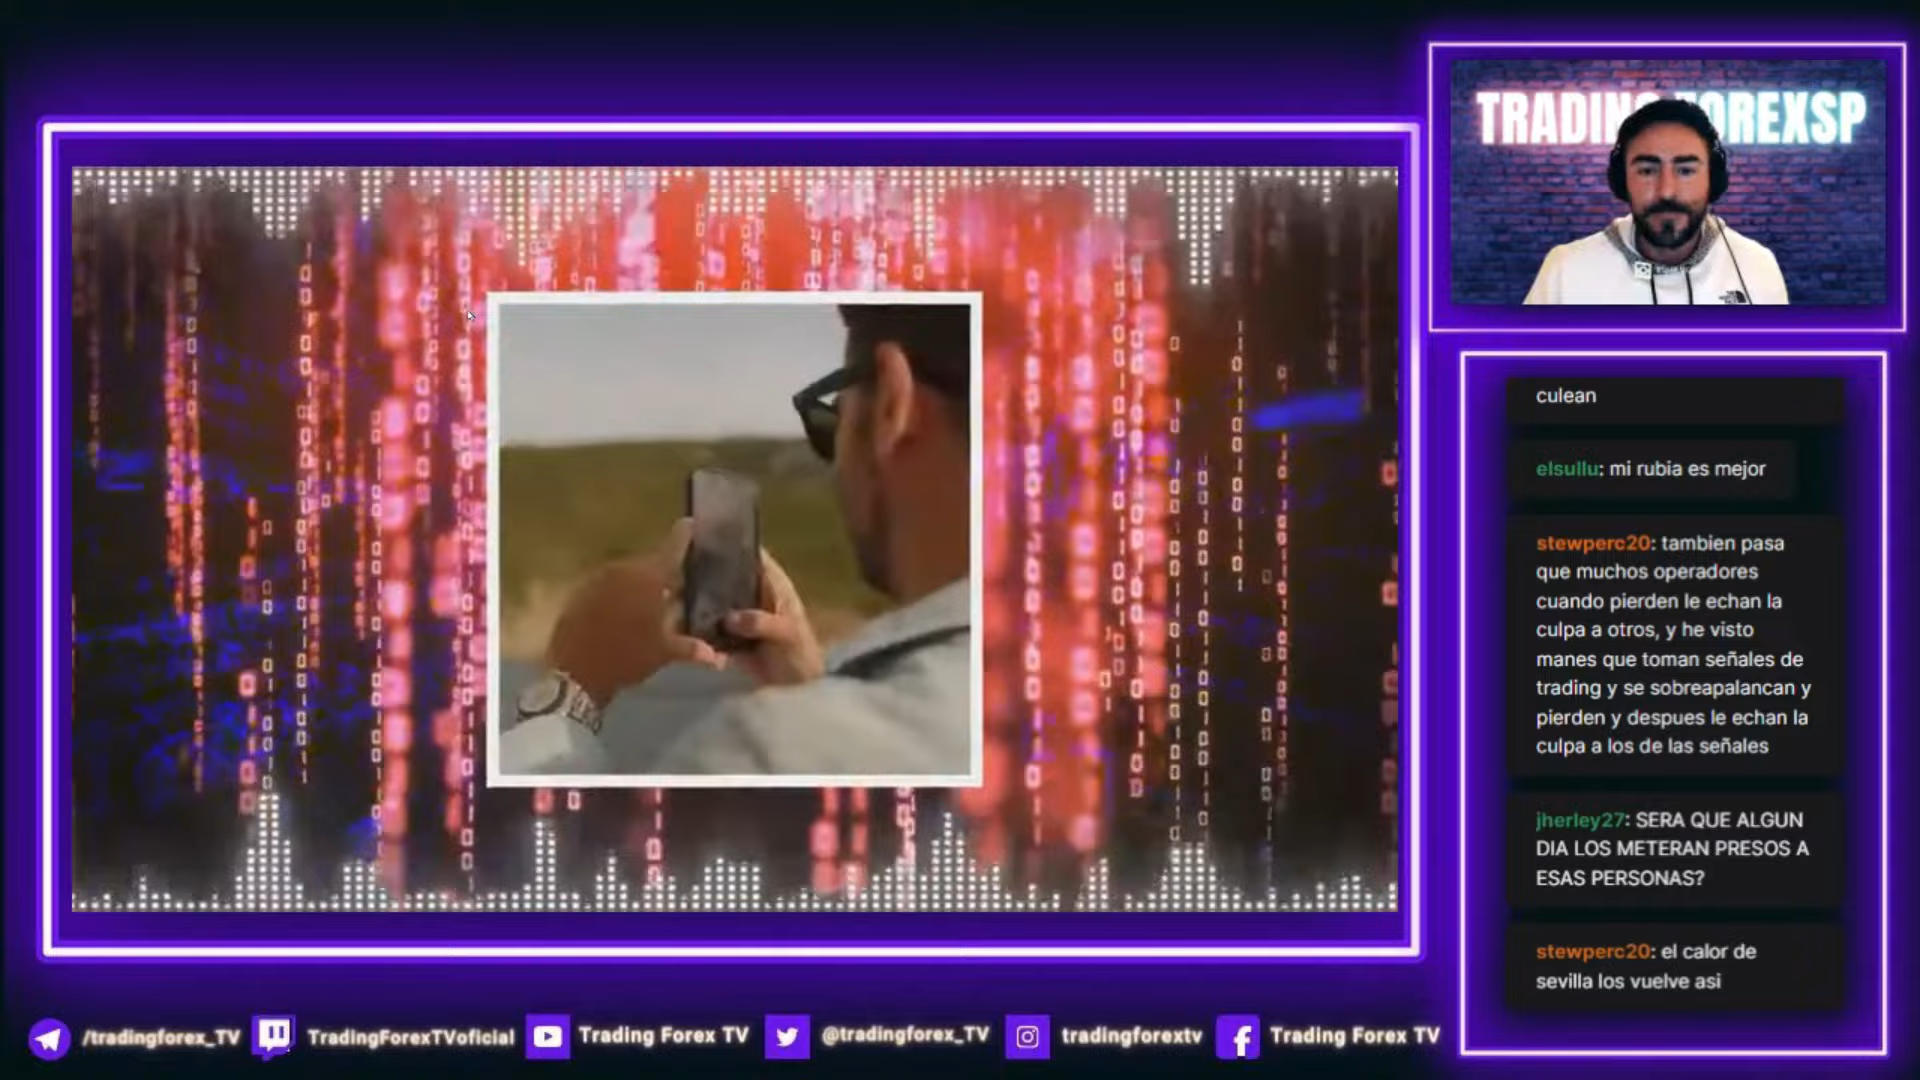 TRADING FOREXSP
culean
elsullu: mi rubia es mejor
stewperc20: tambien pasa
que muchos operadores
cuando pierden le echan la
culpa a otros, y he visto
manes que toman señales de
trading y se sobreapalancan y
pierden y despues le echan la
culpa a los de las señales
jherley27: SERA QUE ALGUN
DIA LOS METERAN PRESOS A
ESAS PERSONAS?
stewperc20: el calor de
sevilla los vuelve asi
/tradingforex_TV
TradingForexTVoficial
Trading Forex TV
@tradingforex_TV
tradingforextv
Trading Forex TV